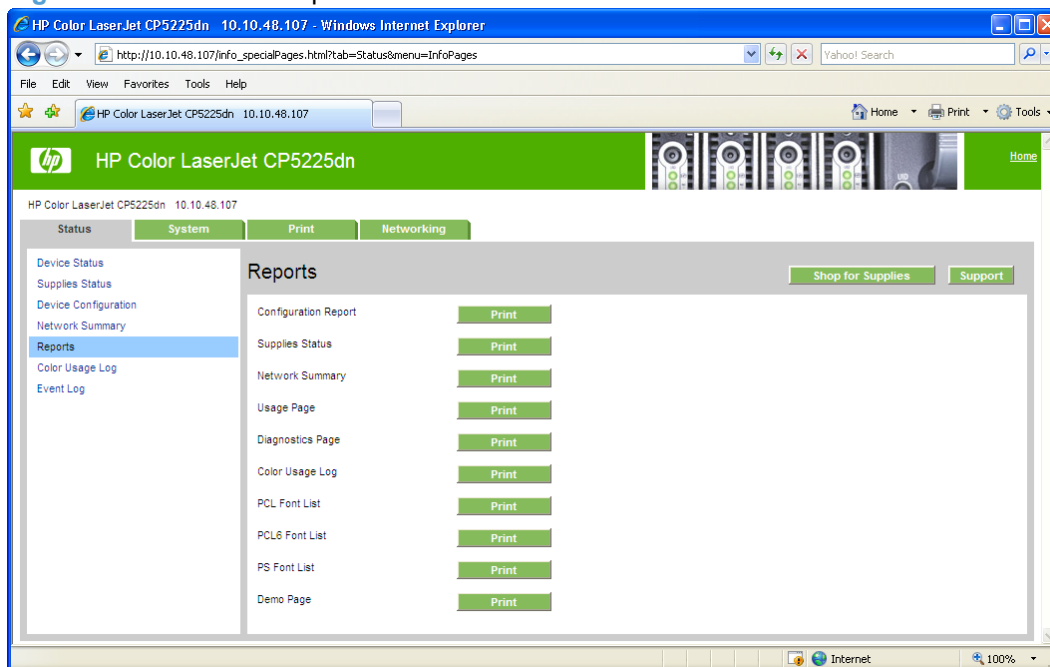 HP Color LaserJet CP5225dn 10.10.48.107 - Windows Internet Explorer
http://10.10.48.107/info_specialPages.html?tab=Status&menu=InfoPages
Yahoo! Search
File Edit View Favorites Tools Help
HP Color LaserJet CP5225dn 10.10.48.107
Home Print Tools
hp HP Color LaserJet CP5225dn
Home
HP Color LaserJet CP5225dn 10.10.48.107
Status System Print Networking
Device Status
Supplies Status
Device Configuration
Network Summary
Reports
Color Usage Log
Event Log
Reports
Shop for Supplies Support
Configuration Report Print
Supplies Status Print
Network Summary Print
Usage Page Print
Diagnostics Page Print
Color Usage Log Print
PCL Font List Print
PCL6 Font List Print
PS Font List Print
Demo Page Print
Internet 100%